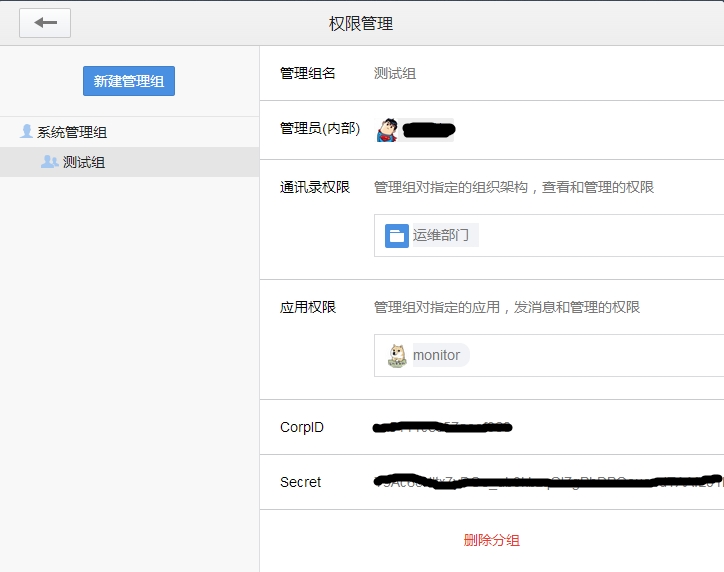 权限管理
新建管理组
系统管理组
测试组
管理组名 测试组
管理员(内部)
通讯录权限 管理组对指定的组织架构，查看和管理的权限
运维部门
应用权限 管理组对指定的应用，发消息和管理的权限
monitor
CorpID
Secret
删除分组